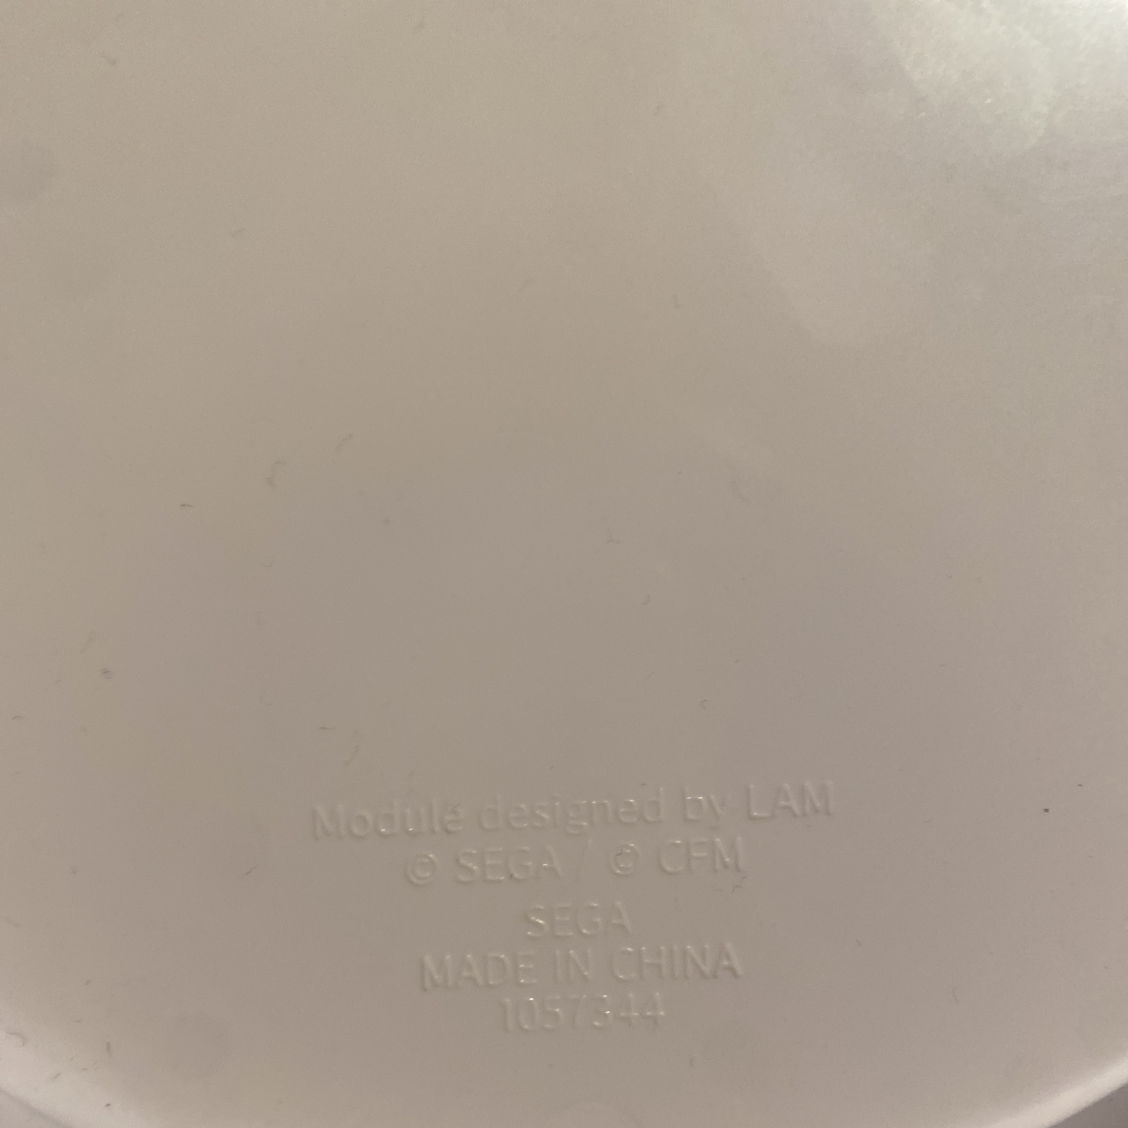 Module designed by LAM
© SEGA / © CFM
SEGA
MADE IN CHINA
1057344